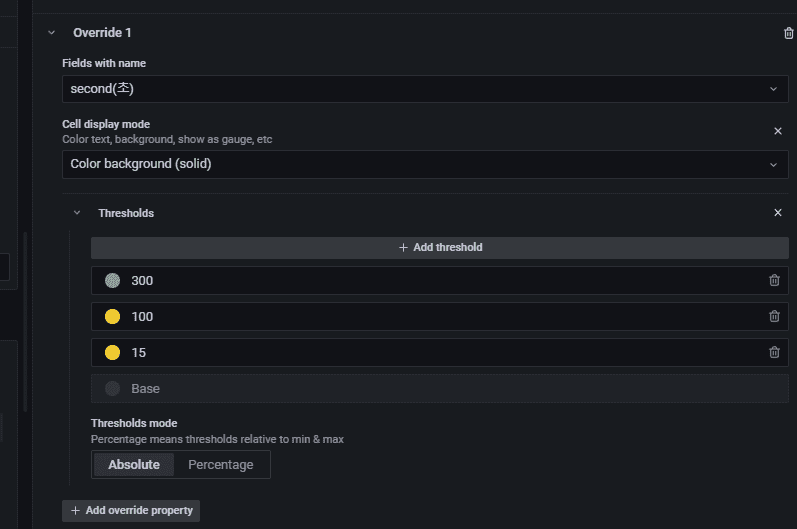 Override 1
Fields with name
second(초)
Cell display mode
Color text, background, show as gauge, etc
Color background (solid)
Thresholds
+ Add threshold
300
100
15
Base
Thresholds mode
Percentage means thresholds relative to min & max
Absolute Percentage
+ Add override property